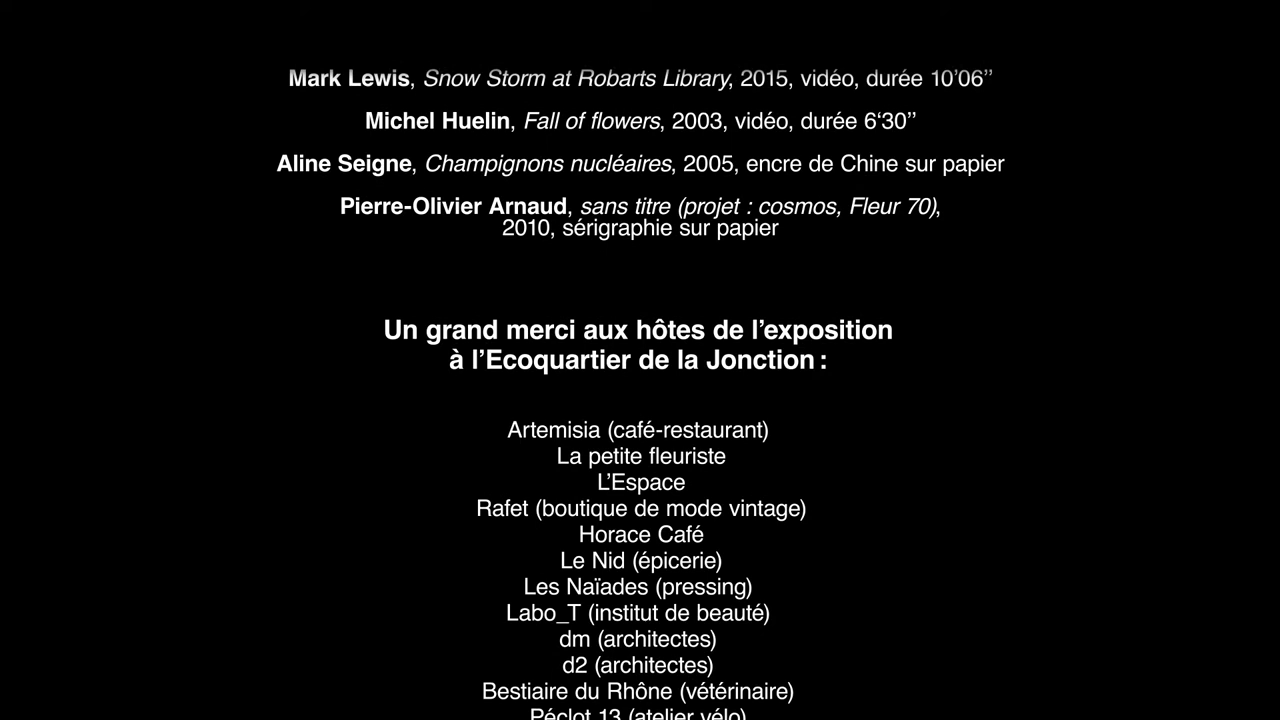 Mark Lewis, Snow Storm at Robarts Library, 2015, vidéo, durée 10’06’’
Michel Huelin, Fall of flowers, 2003, vidéo, durée 6‘30’’
Aline Seigne, Champignons nucléaires, 2005, encre de Chine sur papier
Pierre-Olivier Arnaud, sans titre (projet : cosmos, Fleur 70),
2010, sérigraphie sur papier
Un grand merci aux hôtes de l’exposition
à l’Ecoquartier de la Jonction :
Artemisia (café-restaurant)
La petite fleuriste
L’Espace
Rafet (boutique de mode vintage)
Horace Café
Le Nid (épicerie)
Les Naïades (pressing)
Labo_T (institut de beauté)
dm (architectes)
d2 (architectes)
Bestiaire du Rhône (vétérinaire)
Péclot 13 (atelier vélo)